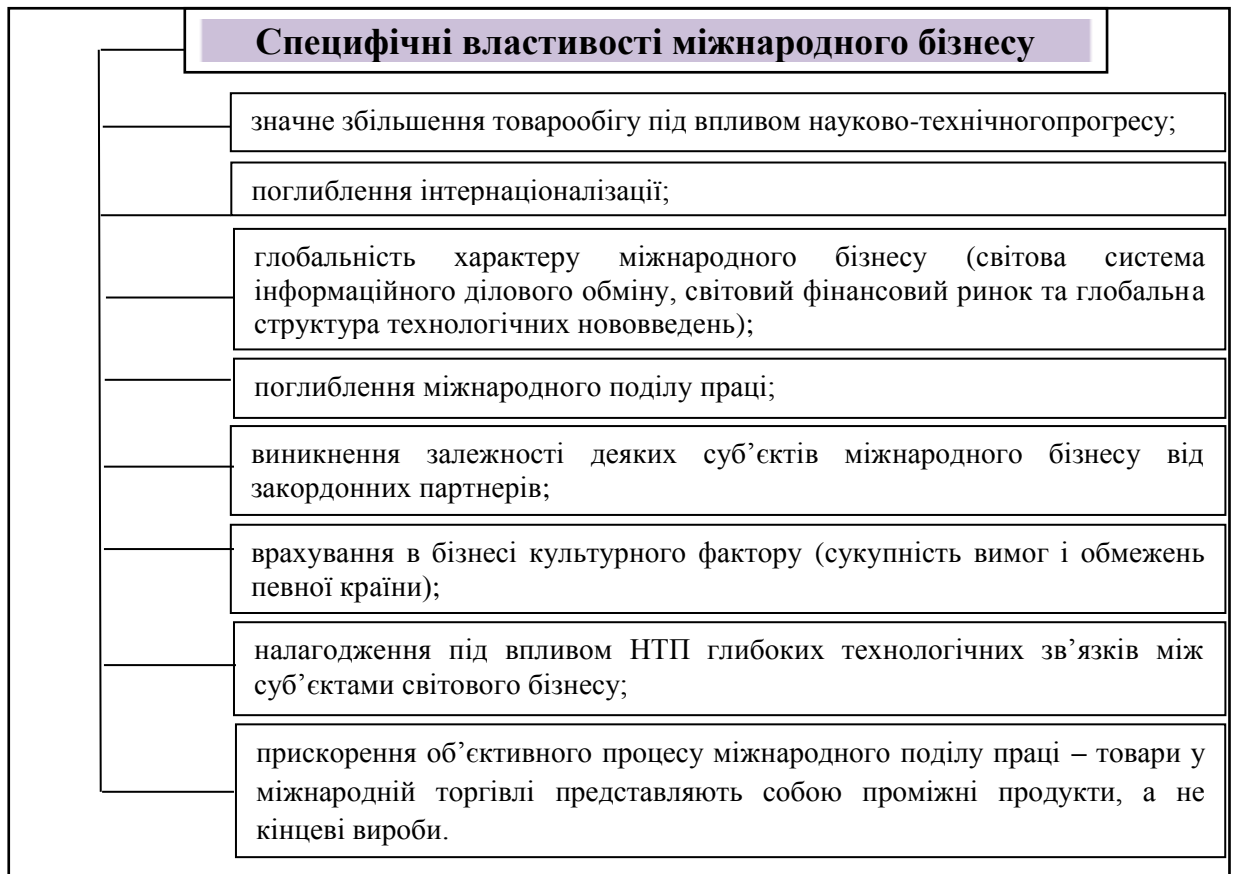 Специфічні властивості міжнародного бізнесу
значне збільшення товарообігу під впливом науково-технічногопрогресу;
поглиблення інтернаціоналізації;
глобальність характеру міжнародного бізнесу (світова система
інформаційного ділового обміну, світовий фінансовий ринок та глобальна
структура технологічних нововведень);
поглиблення міжнародного поділу праці;
виникнення залежності деяких суб’єктів міжнародного бізнесу від
закордонних партнерів;
врахування в бізнесі культурного фактору (сукупність вимог і обмежень
певної країни);
налагодження під впливом НТП глибоких технологічних зв’язків між
суб’єктами світового бізнесу;
прискорення об’єктивного процесу міжнародного поділу праці – товари у
міжнародній торгівлі представляють собою проміжні продукти, а не
кінцеві вироби.